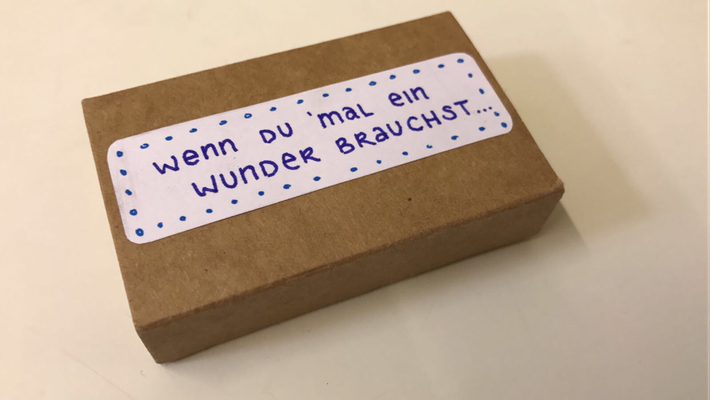 wenn DU 'maL ein
WUNDER BRaUCHST...